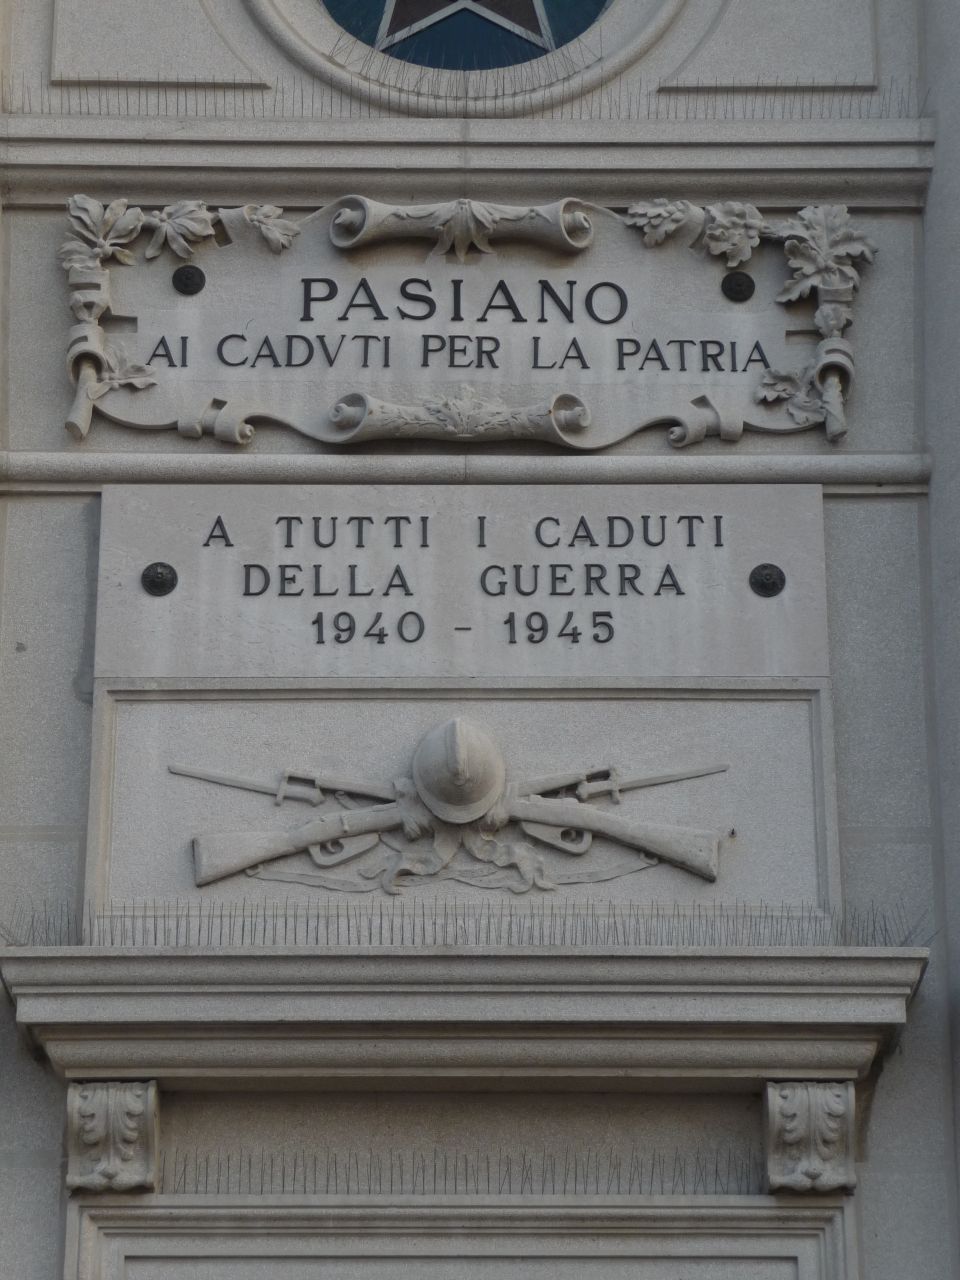 PASIANO
AI CADVTI PER LA PATRIA
A TUTTI I CADUTI
DELLA GUERRA
1940 - 1945